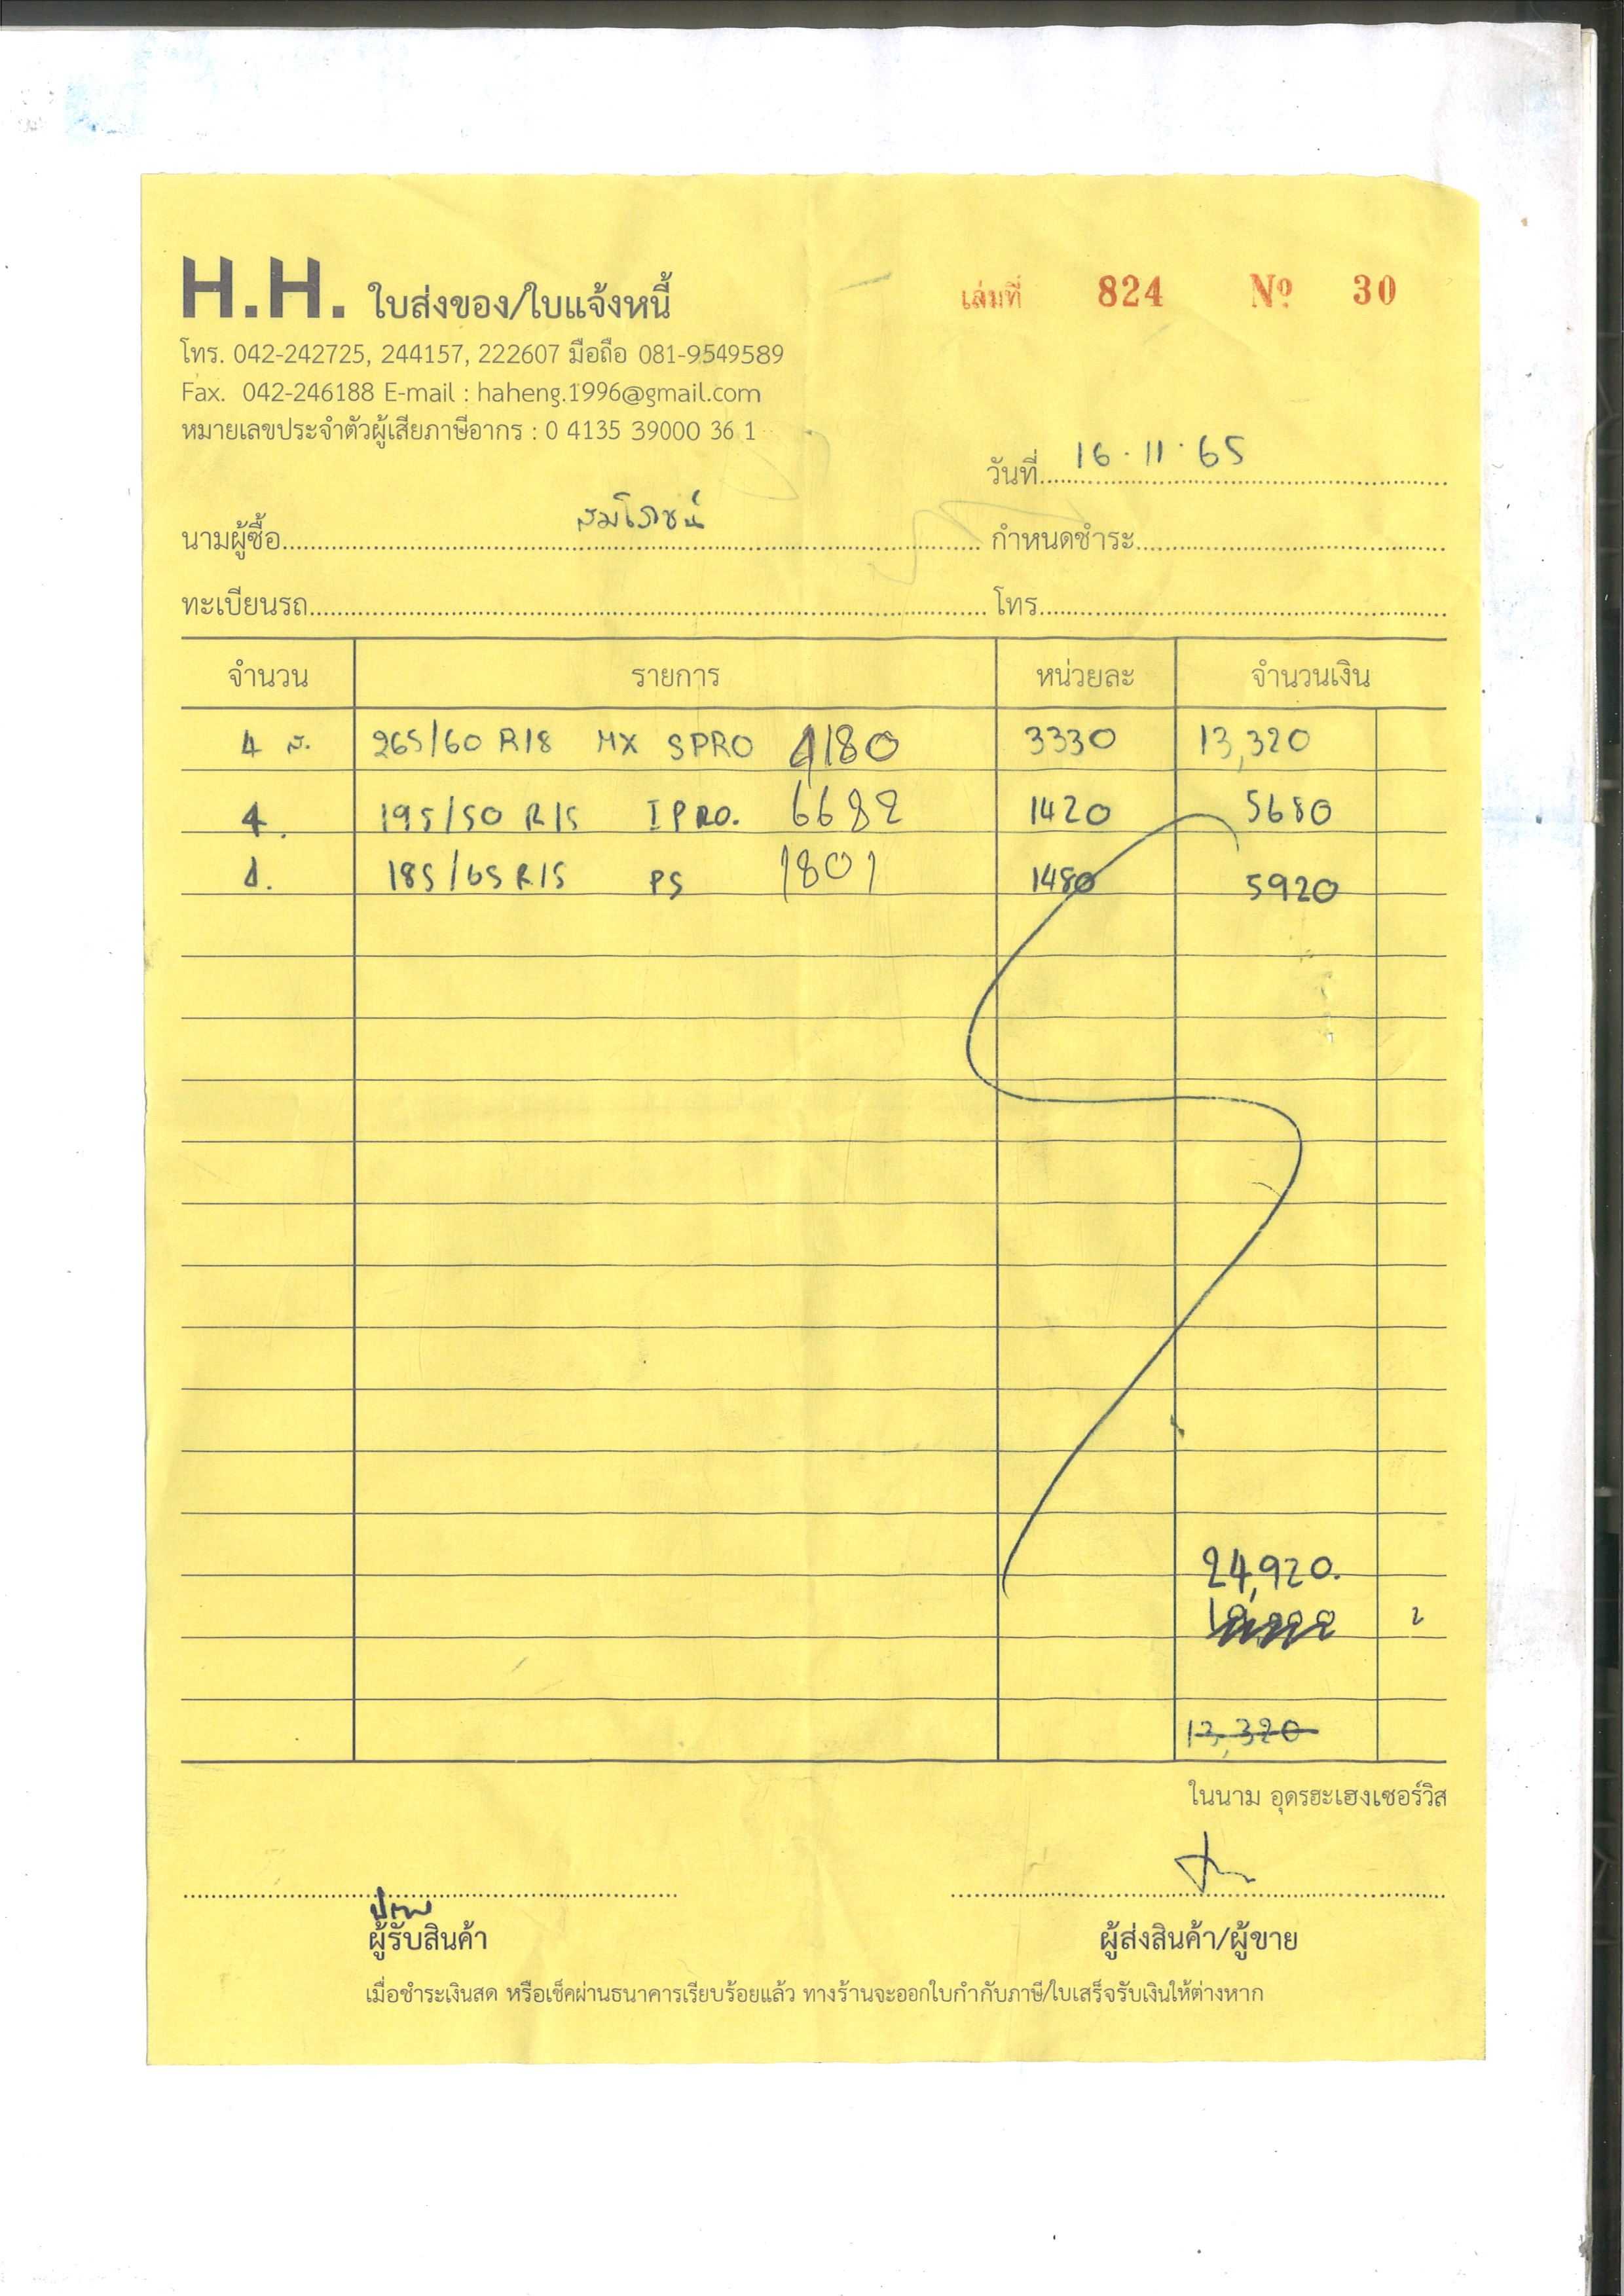 H.H. ใบส่งของ/ใบแจ้งหนี้ เล่มที่ 824 Nº 30
โทร. 042-242725, 244157, 222607 มือถือ 081-9549589
Fax. 042-246188 E-mail : haheng.1996@gmail.com
หมายเลขประจำตัวผู้เสียภาษีอากร : 0 4135 39000 36 1
วันที่ 16.11.65
นามผู้ซื้อ สมโภชน์ กำหนดชำระ
ทะเบียนรถ โทร
จำนวน รายการ หน่วยละ จำนวนเงิน
4 ส. 265/60 R18 MX SPRO 4180 3330 13,320
4. 195/50 R15 IPRO. 6682 1420 5680
4. 185/65 R15 PS 1801 1480 5920
24,920.
13,320
ในนาม อุดรฮะเฮงเซอร์วิส
ผู้รับสินค้า ผู้ส่งสินค้า/ผู้ขาย
เมื่อชำระเงินสด หรือเช็คผ่านธนาคารเรียบร้อยแล้ว ทางร้านจะออกใบกำกับภาษี/ใบเสร็จรับเงินให้ต่างหาก